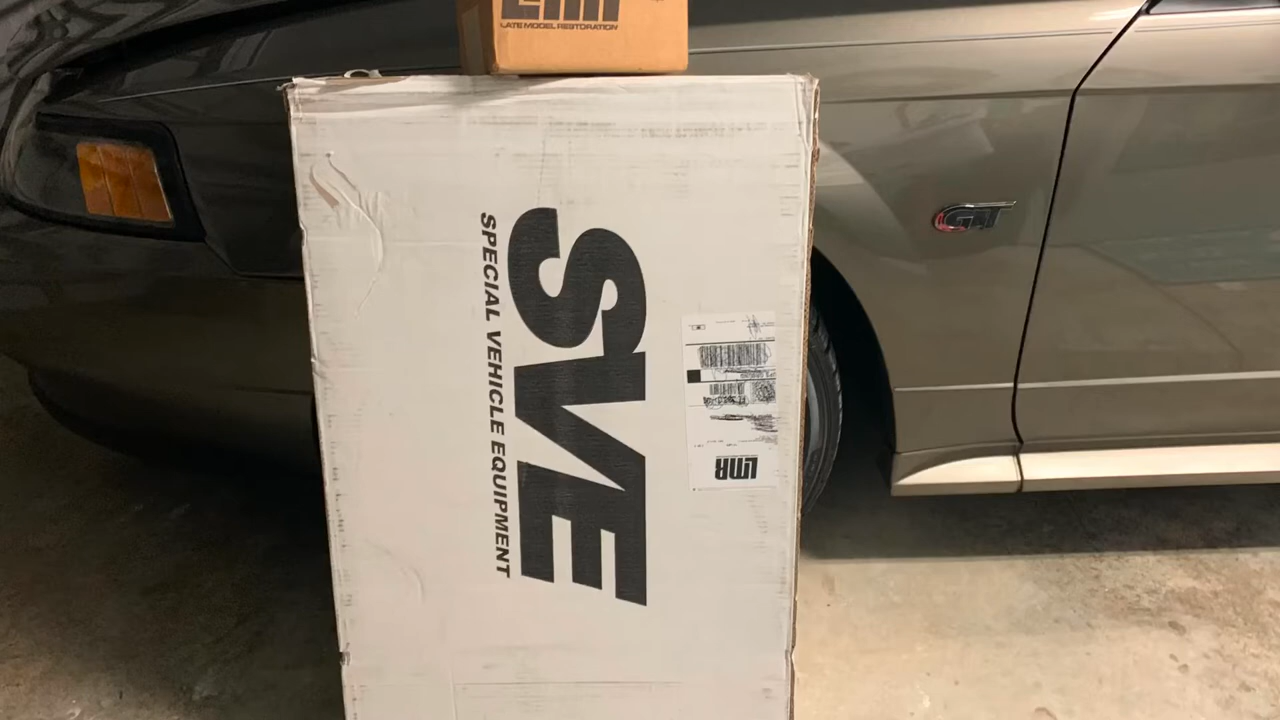 LMR
LATE MODEL RESTORATION
SVE
SPECIAL VEHICLE EQUIPMENT
LMR
GT